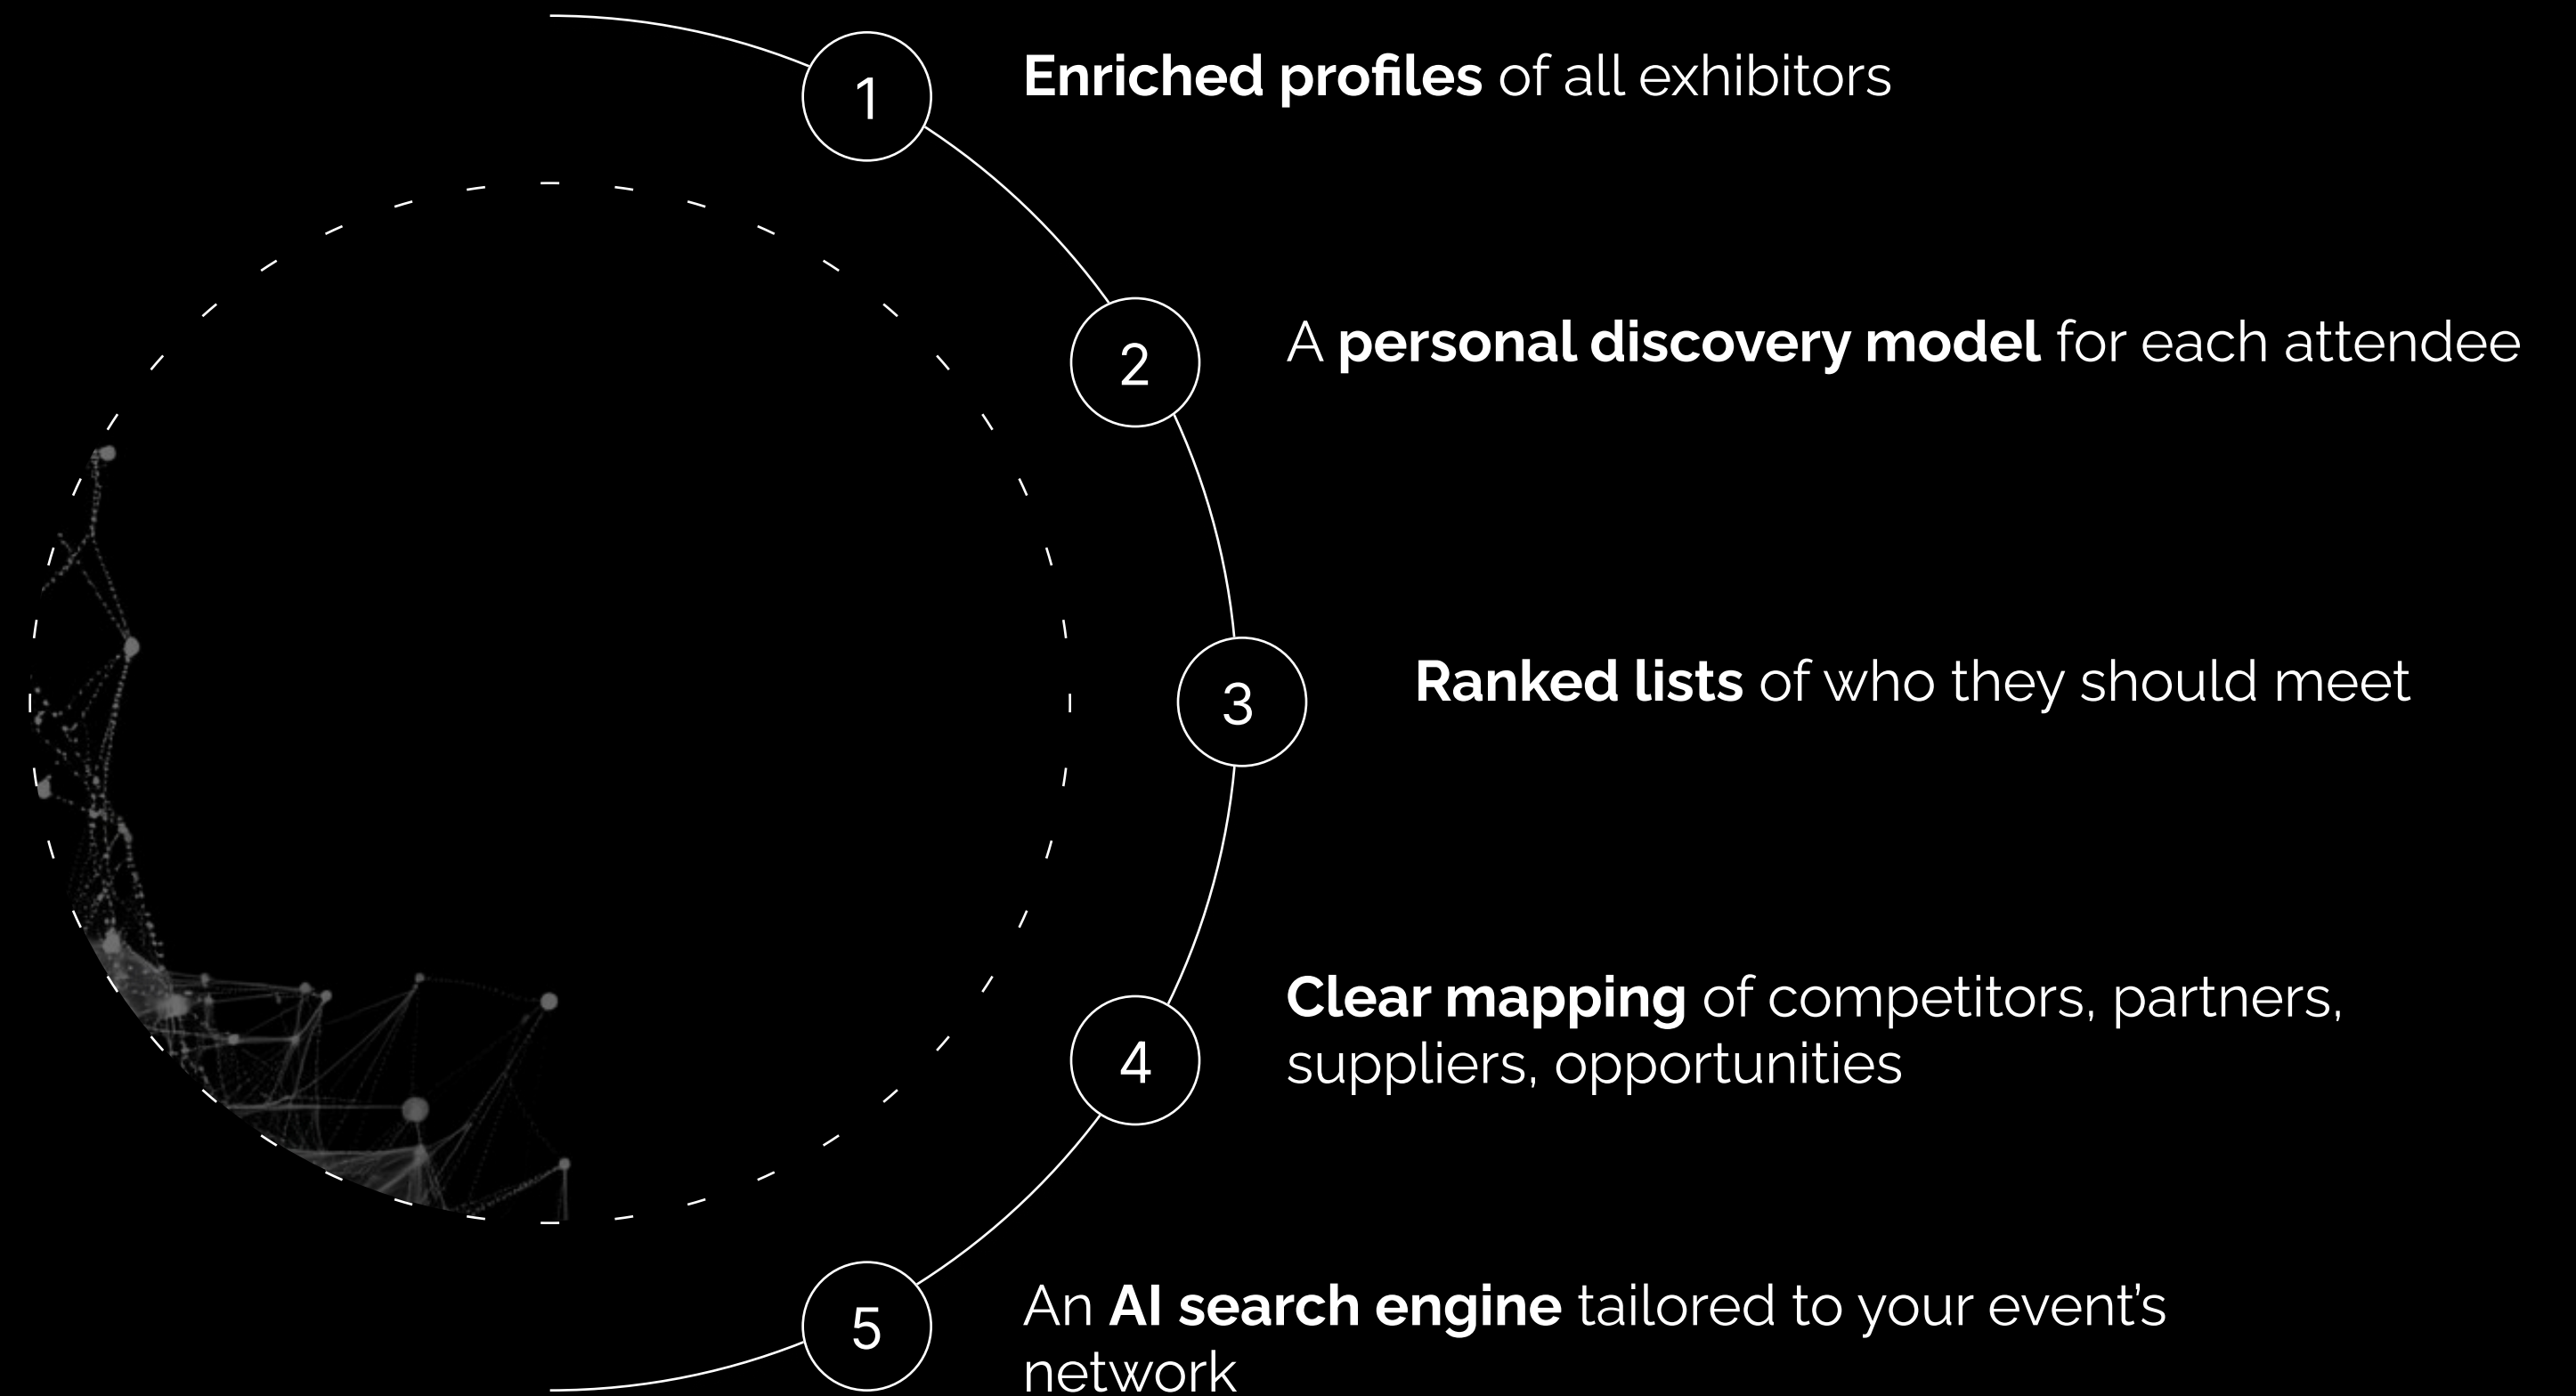 1
Enriched profiles of all exhibitors
2
A personal discovery model for each attendee
3
Ranked lists of who they should meet
4
Clear mapping of competitors, partners,
suppliers, opportunities
5
An AI search engine tailored to your event’s
network